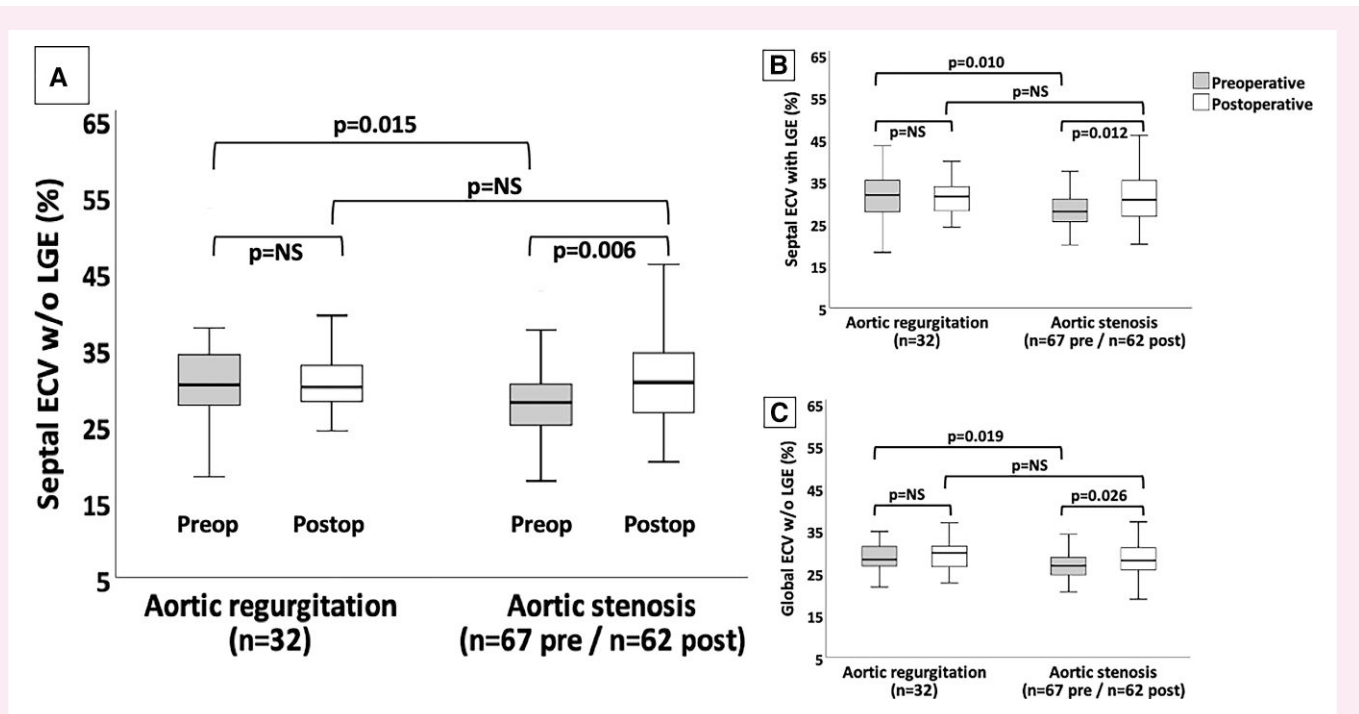 A
Septal ECV w/o LGE (%)
65
55
45
35
25
15
5
p=0.015
p=NS
p=NS
p=0.006
Preop
Postop
Preop
Postop
Aortic regurgitation
(n=32)
Aortic stenosis
(n=67 pre / n=62 post)
B
Septal ECV with LGE (%)
65
55
45
35
25
15
5
p=0.010
p=NS
p=NS
p=0.012
Aortic regurgitation
(n=32)
Aortic stenosis
(n=67 pre / n=62 post)
Preoperative
Postoperative
C
Global ECV w/o LGE (%)
65
55
45
35
25
15
5
p=0.019
p=NS
p=NS
p=0.026
Aortic regurgitation
(n=32)
Aortic stenosis
(n=67 pre / n=62 post)